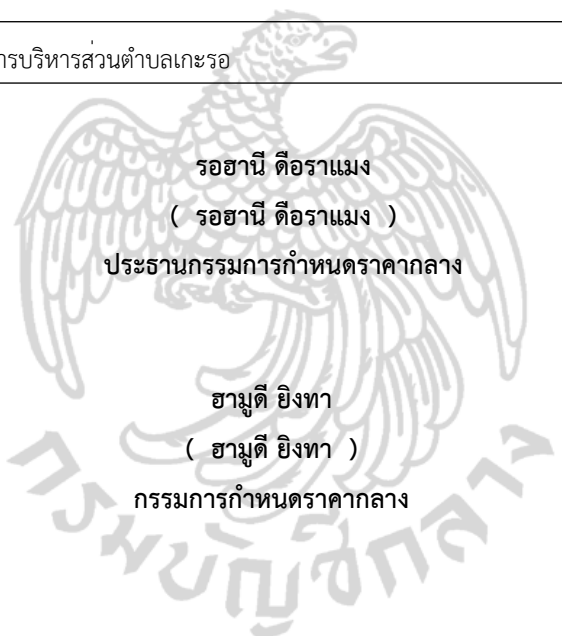 ารบริหารส่วนตำบลเกะรอ
รอฮานี ดือราแมง
( รอฮานี ดือราแมง )
ประธานกรรมการกำหนดราคากลาง
ฮามูดี ยิงทา
( ฮามูดี ยิงทา )
กรรมการกำหนดราคากลาง
กรมบัญชีกลาง